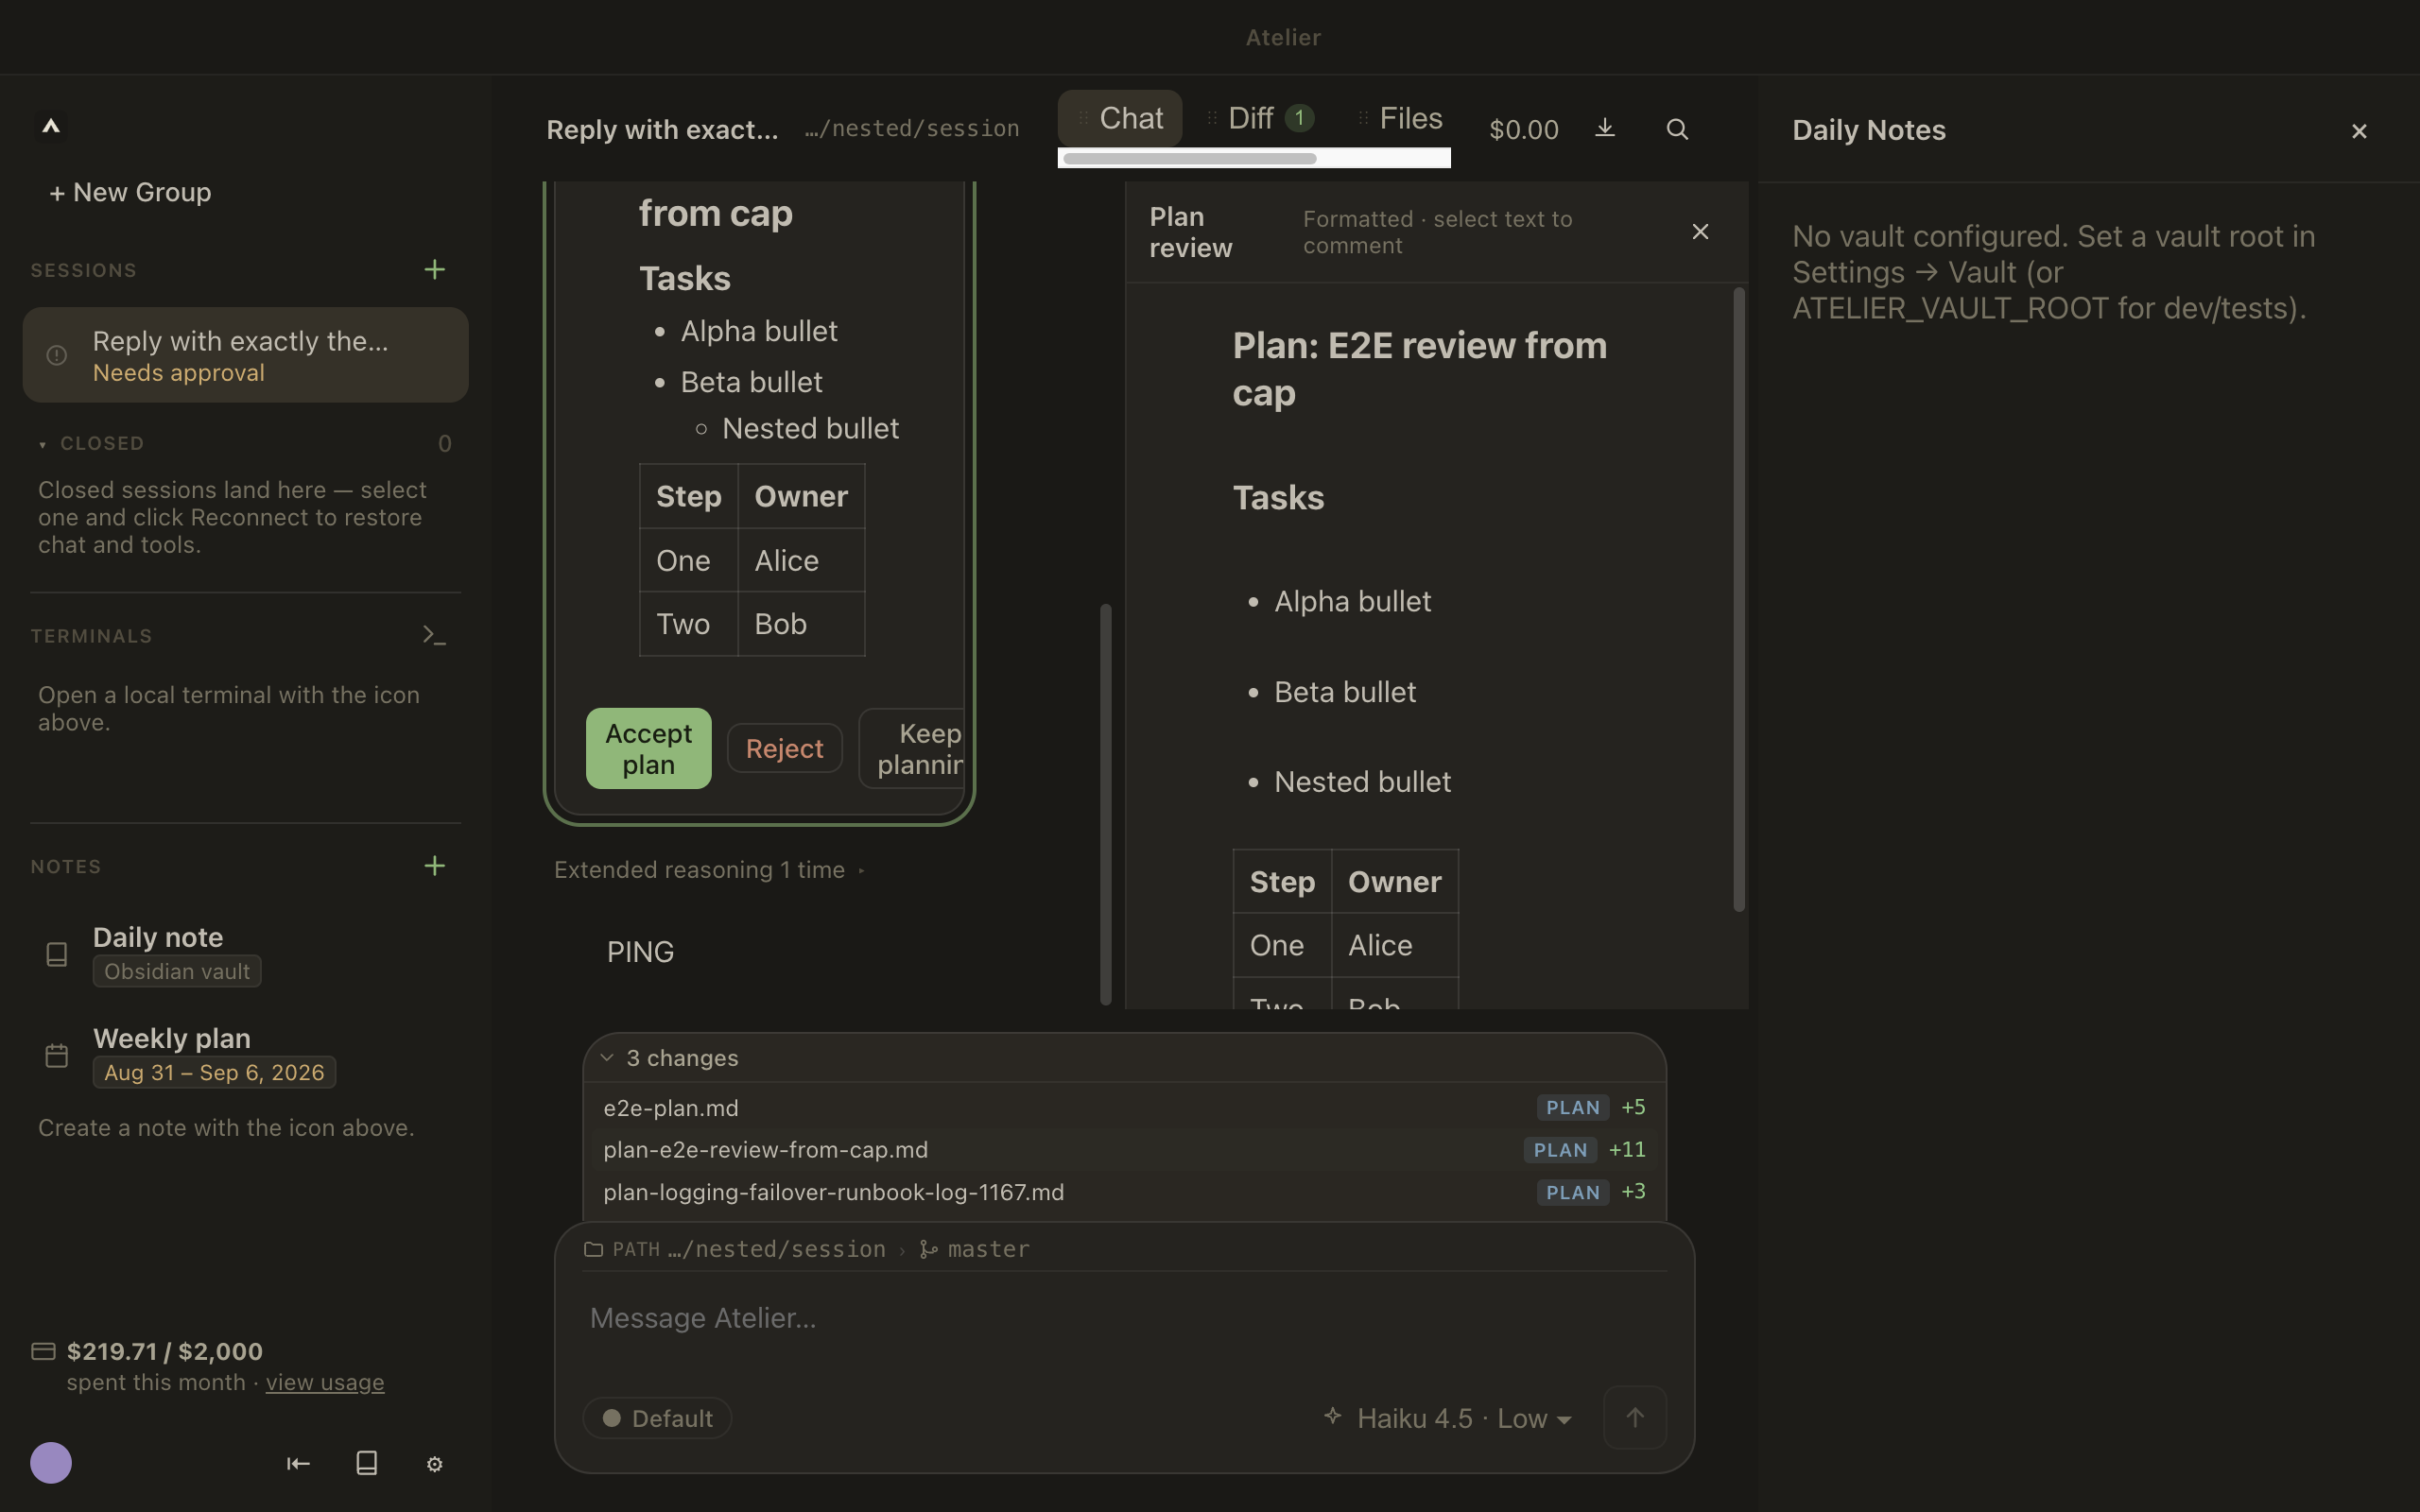 Atelier
+ New Group
SESSIONS
Reply with exactly the...
Needs approval
CLOSED 0
Closed sessions land here — select
one and click Reconnect to restore
chat and tools.
TERMINALS
Open a local terminal with the icon
above.
NOTES
Daily note
Obsidian vault
Weekly plan
Aug 31 – Sep 6, 2026
Create a note with the icon above.
$219.71 / $2,000
spent this month · view usage
Reply with exact... …/nested/session
Chat Diff 1 Files
$0.00
from cap
Tasks
Alpha bullet
Beta bullet
Nested bullet
Step Owner
One Alice
Two Bob
Accept
plan
Reject
Keep
plannin
Extended reasoning 1 time
PING
Plan
review
Formatted · select text to
comment
Plan: E2E review from
cap
Tasks
Alpha bullet
Beta bullet
Nested bullet
Step Owner
One Alice
Two Bob
3 changes
e2e-plan.md PLAN +5
plan-e2e-review-from-cap.md PLAN +11
plan-logging-failover-runbook-log-1167.md PLAN +3
PATH …/nested/session › master
Message Atelier...
Default
Haiku 4.5 · Low
Daily Notes
No vault configured. Set a vault root in
Settings → Vault (or
ATELIER_VAULT_ROOT for dev/tests).